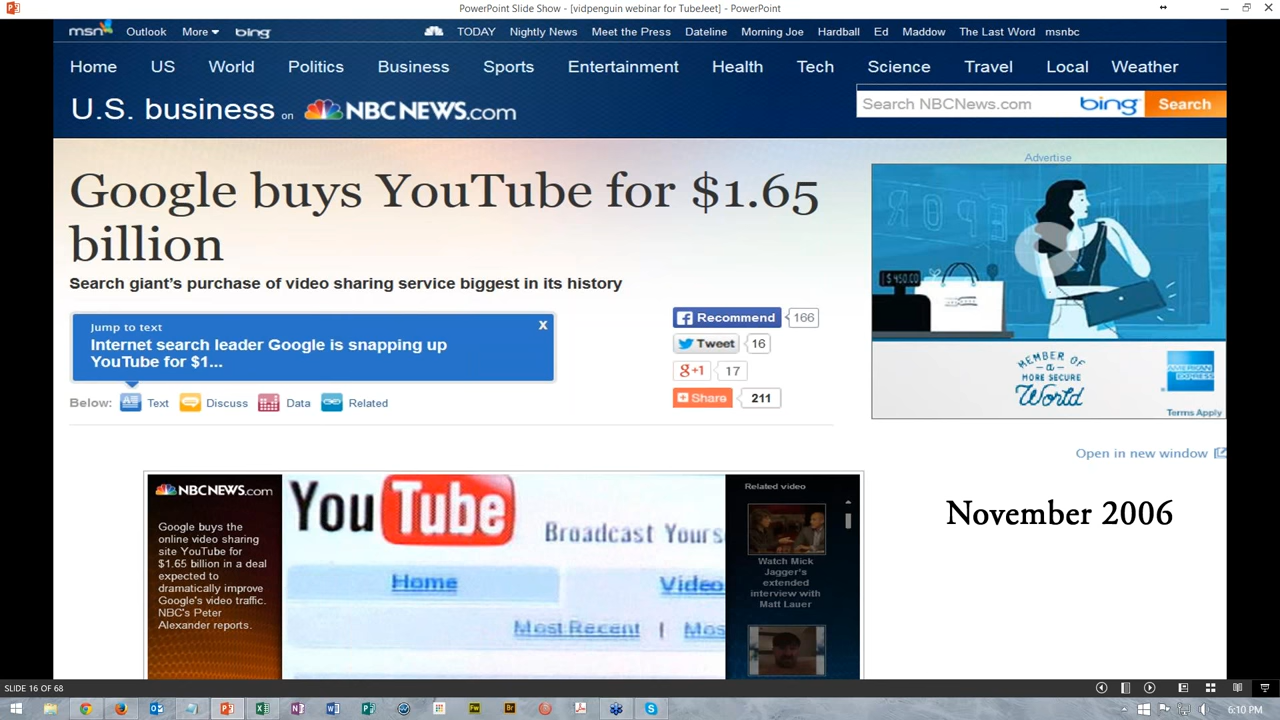 PowerPoint Slide Show - [vidpenguin webinar for TubeJeet] - PowerPoint
msn Outlook More bing TODAY Nightly News Meet the Press Dateline Morning Joe Hardball Ed Maddow The Last Word msnbc
Home US World Politics Business Sports Entertainment Health Tech Science Travel Local Weather
U.S. business on NBCNEWS.com
Search NBCNews.com bing Search
Advertise
Google buys YouTube for $1.65
billion
Search giant's purchase of video sharing service biggest in its history
$450.00
Jump to text x
Internet search leader Google is snapping up
YouTube for $1...
Below: Text Discuss Data Related
Recommend 166
Tweet 16
g+1 17
Share 211
MEMBER OF
a
MORE SECURE
World
AMERICAN
EXPRESS
Terms Apply
Open in new window
NBCNEWS.com
Google buys the
online video sharing
site YouTube for
$1.65 billion in a deal
expected to
dramatically improve
Google's video traffic.
NBC's Peter
Alexander reports.
YouTube
Broadcast Yours
Home Video
Most Recent | Mos
Related video
Watch Mick
Jagger's
extended
interview with
Matt Lauer
November 2006
SLIDE 16 OF 68
6:10 PM